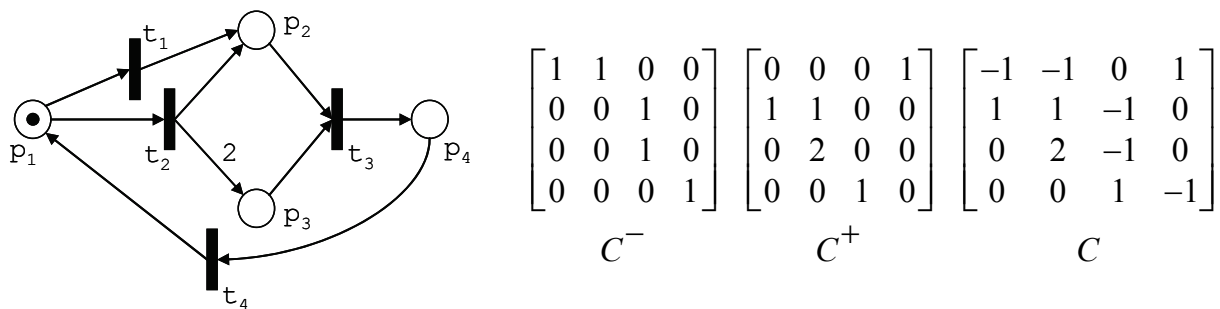 t₁
p₂
p₁
t₂
2
t₃
p₄
p₃
t₄
1 1 0 0
0 0 1 0
0 0 1 0
0 0 0 1
C⁻
0 0 0 1
1 1 0 0
0 2 0 0
0 0 1 0
C⁺
−1 −1 0 1
1 1 −1 0
0 2 −1 0
0 0 1 −1
C